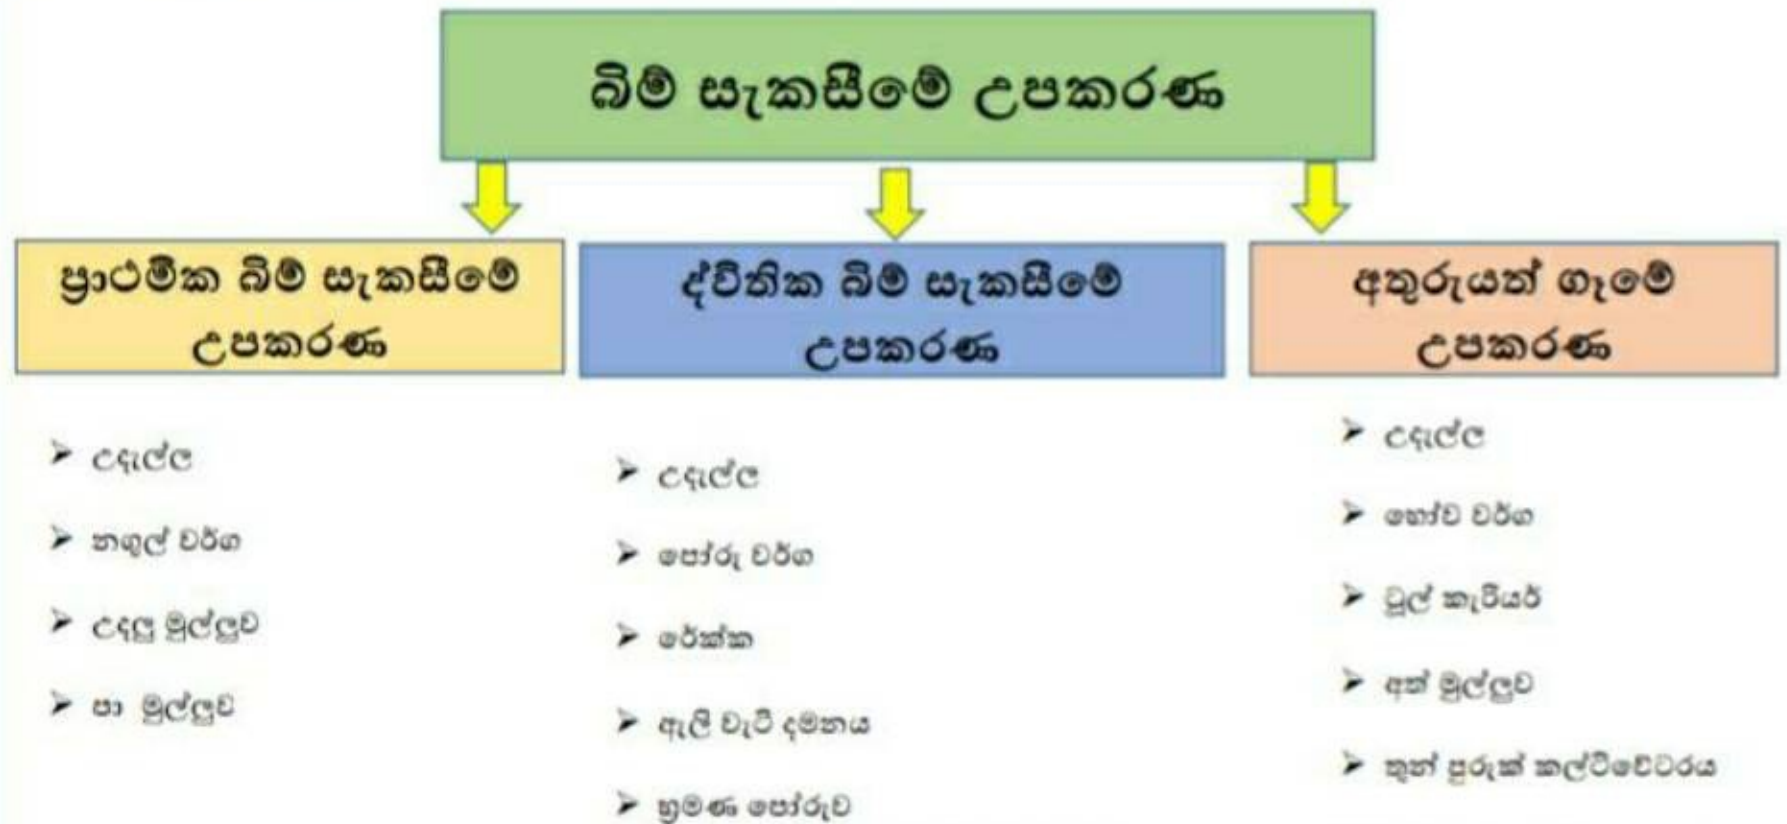 බිම් සැකසීමේ උපකරණ
ප්‍රාථමික බිම් සැකසීමේ
උපකරණ
උදැල්ල
නගුල් වර්ග
උදලු මුල්ලුව
පා මුල්ලුව
ද්විතික බිම් සැකසීමේ
උපකරණ
උදැල්ල
පෝරු වර්ග
රේක්ක
ඇලි වැටි දමනය
භ්‍රමණ පෝරුව
අතුරුයත් ගෑමේ
උපකරණ
උදැල්ල
හෝව වර්ග
ටූල් කැරියර්
අත් මුල්ලුව
තුන් පුරුක් කල්ටිවේටරය